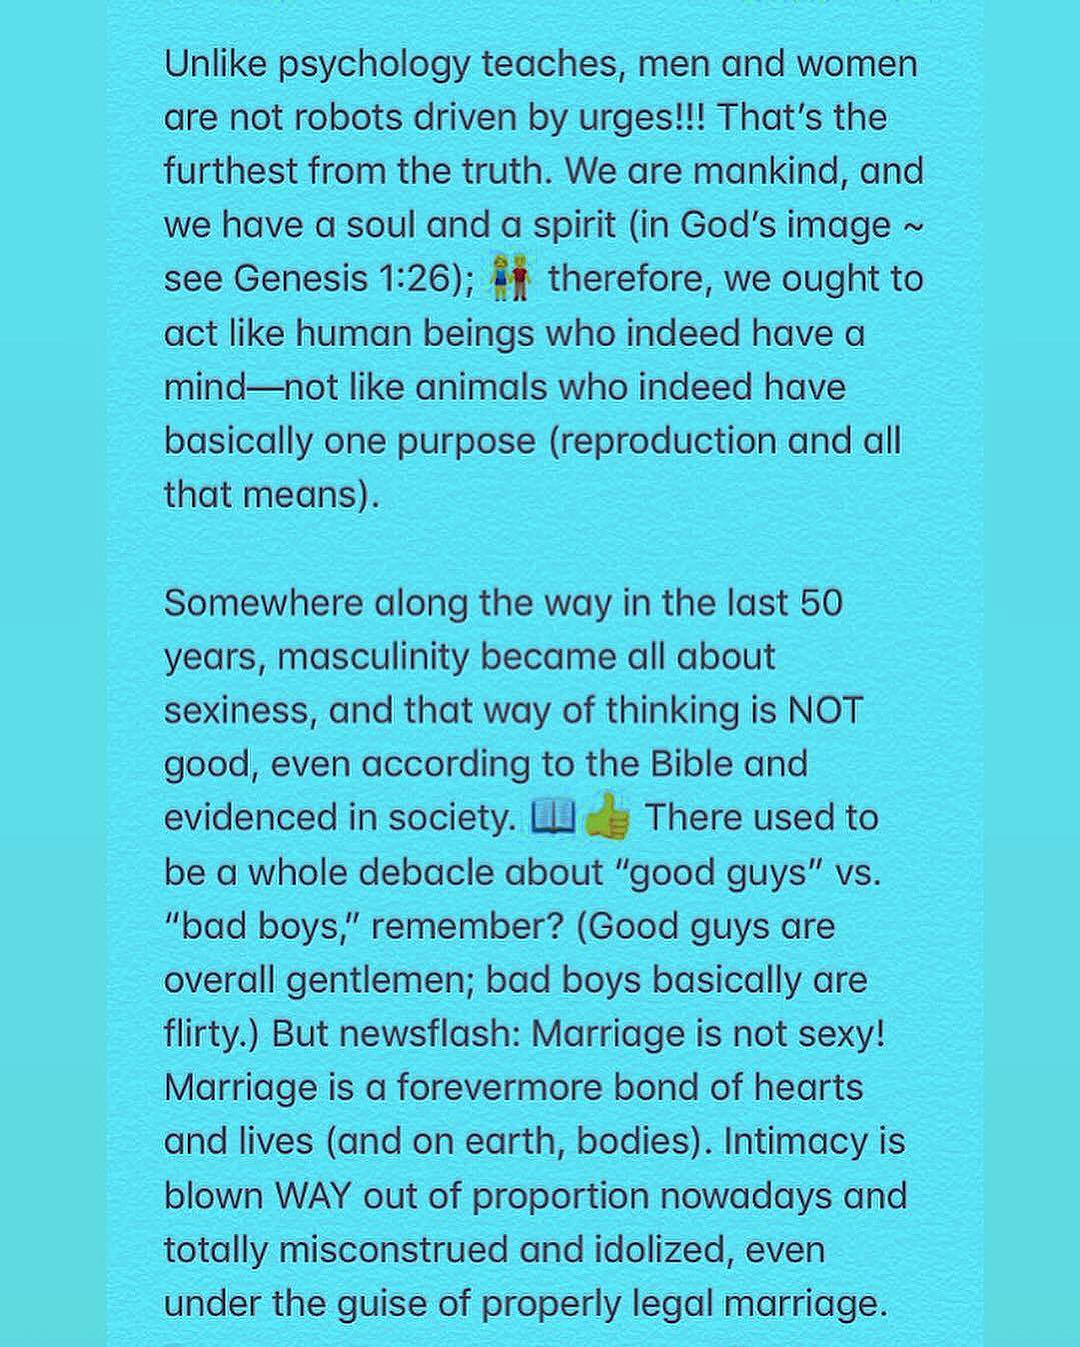 Unlike psychology teaches, men and women
are not robots driven by urges!!! That’s the
furthest from the truth. We are mankind, and
we have a soul and a spirit (in God’s image ~
see Genesis 1:26); 👫 therefore, we ought to
act like human beings who indeed have a
mind—not like animals who indeed have
basically one purpose (reproduction and all
that means).
Somewhere along the way in the last 50
years, masculinity became all about
sexiness, and that way of thinking is NOT
good, even according to the Bible and
evidenced in society. 📖👍 There used to
be a whole debacle about “good guys” vs.
“bad boys,” remember? (Good guys are
overall gentlemen; bad boys basically are
flirty.) But newsflash: Marriage is not sexy!
Marriage is a forevermore bond of hearts
and lives (and on earth, bodies). Intimacy is
blown WAY out of proportion nowadays and
totally misconstrued and idolized, even
under the guise of properly legal marriage.